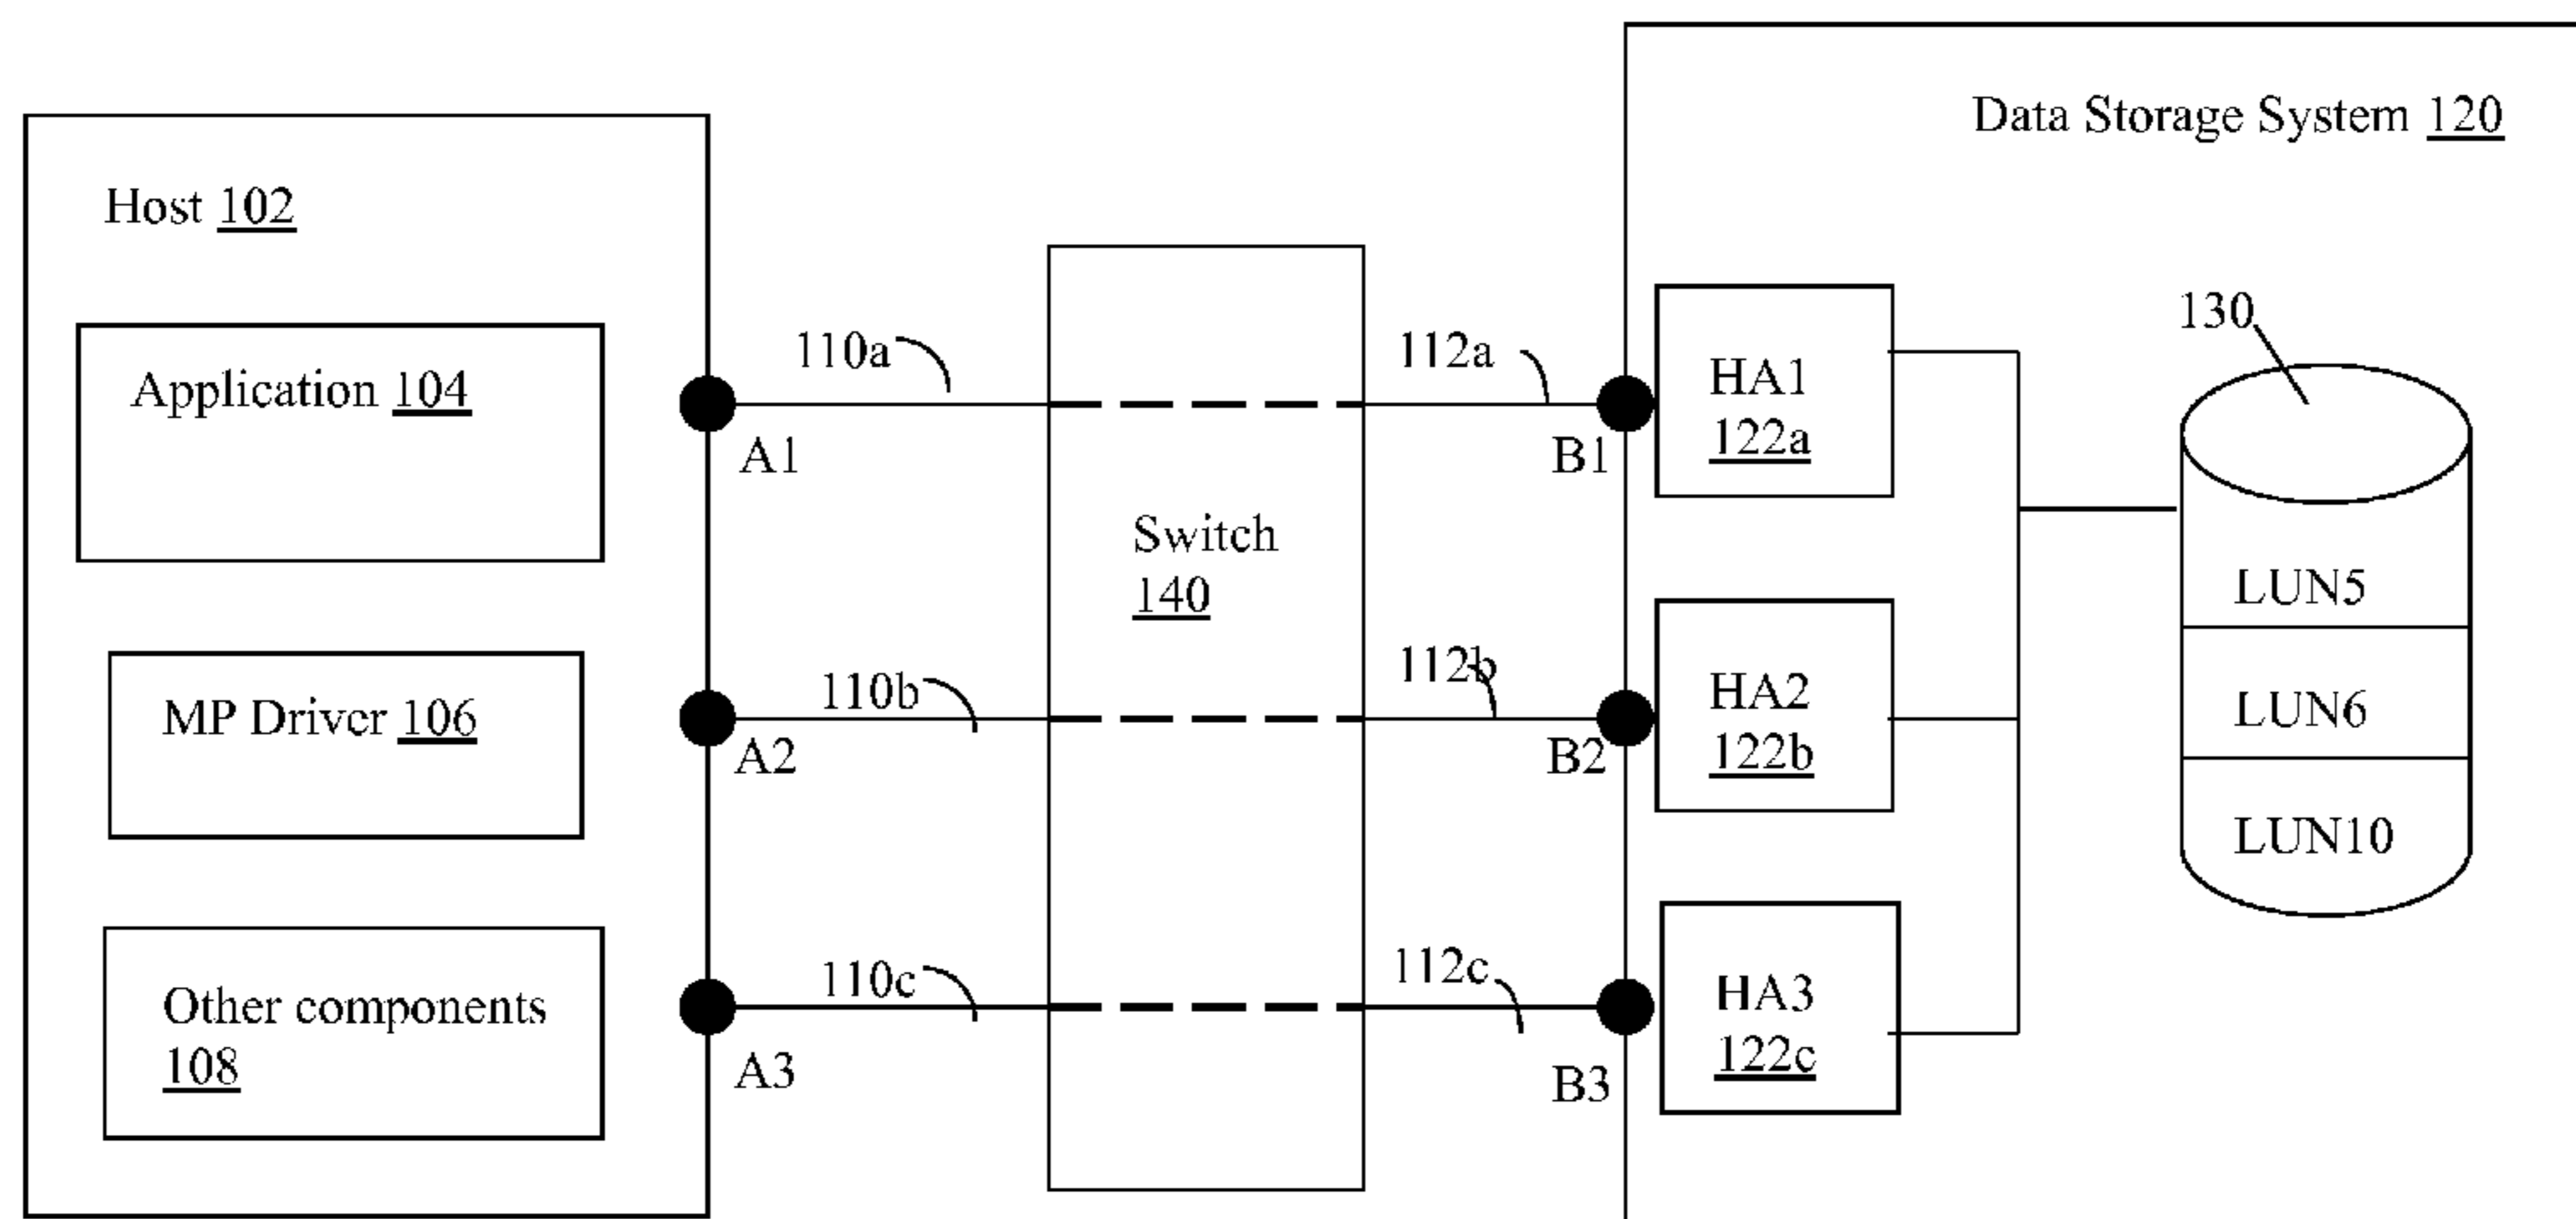 Data Storage System 120
Host 102
Application 104
MP Driver 106
Other components
108
110a
A1
110b
A2
110c
A3
Switch
140
112a
B1
112b
B2
112c
B3
HA1
122a
HA2
122b
HA3
122c
130
LUN5
LUN6
LUN10